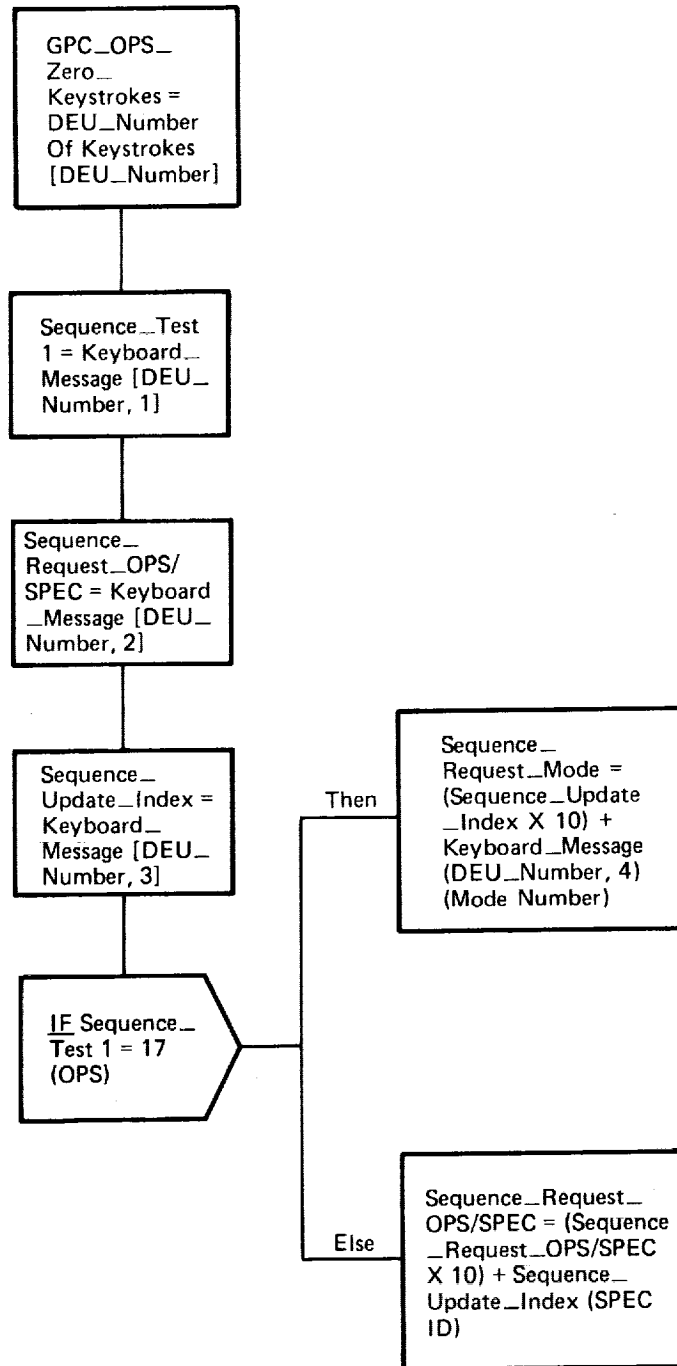 GPC_OPS_
Zero_
Keystrokes =
DEU_Number
Of Keystrokes
[DEU_Number]
Sequence_Test
1 = Keyboard_
Message [DEU_
Number, 1]
Sequence_
Request_OPS/
SPEC = Keyboard
_Message [DEU_
Number, 2]
Sequence_
Update_Index =
Keyboard_
Message [DEU_
Number, 3]
IF Sequence_
Test 1 = 17
(OPS)
Then
Sequence_
Request_Mode =
(Sequence_Update
_Index X 10) +
Keyboard_Message
(DEU_Number, 4)
(Mode Number)
Else
Sequence_Request_
OPS/SPEC = (Sequence
_Request_OPS/SPEC
X 10) + Sequence_
Update_Index (SPEC
ID)